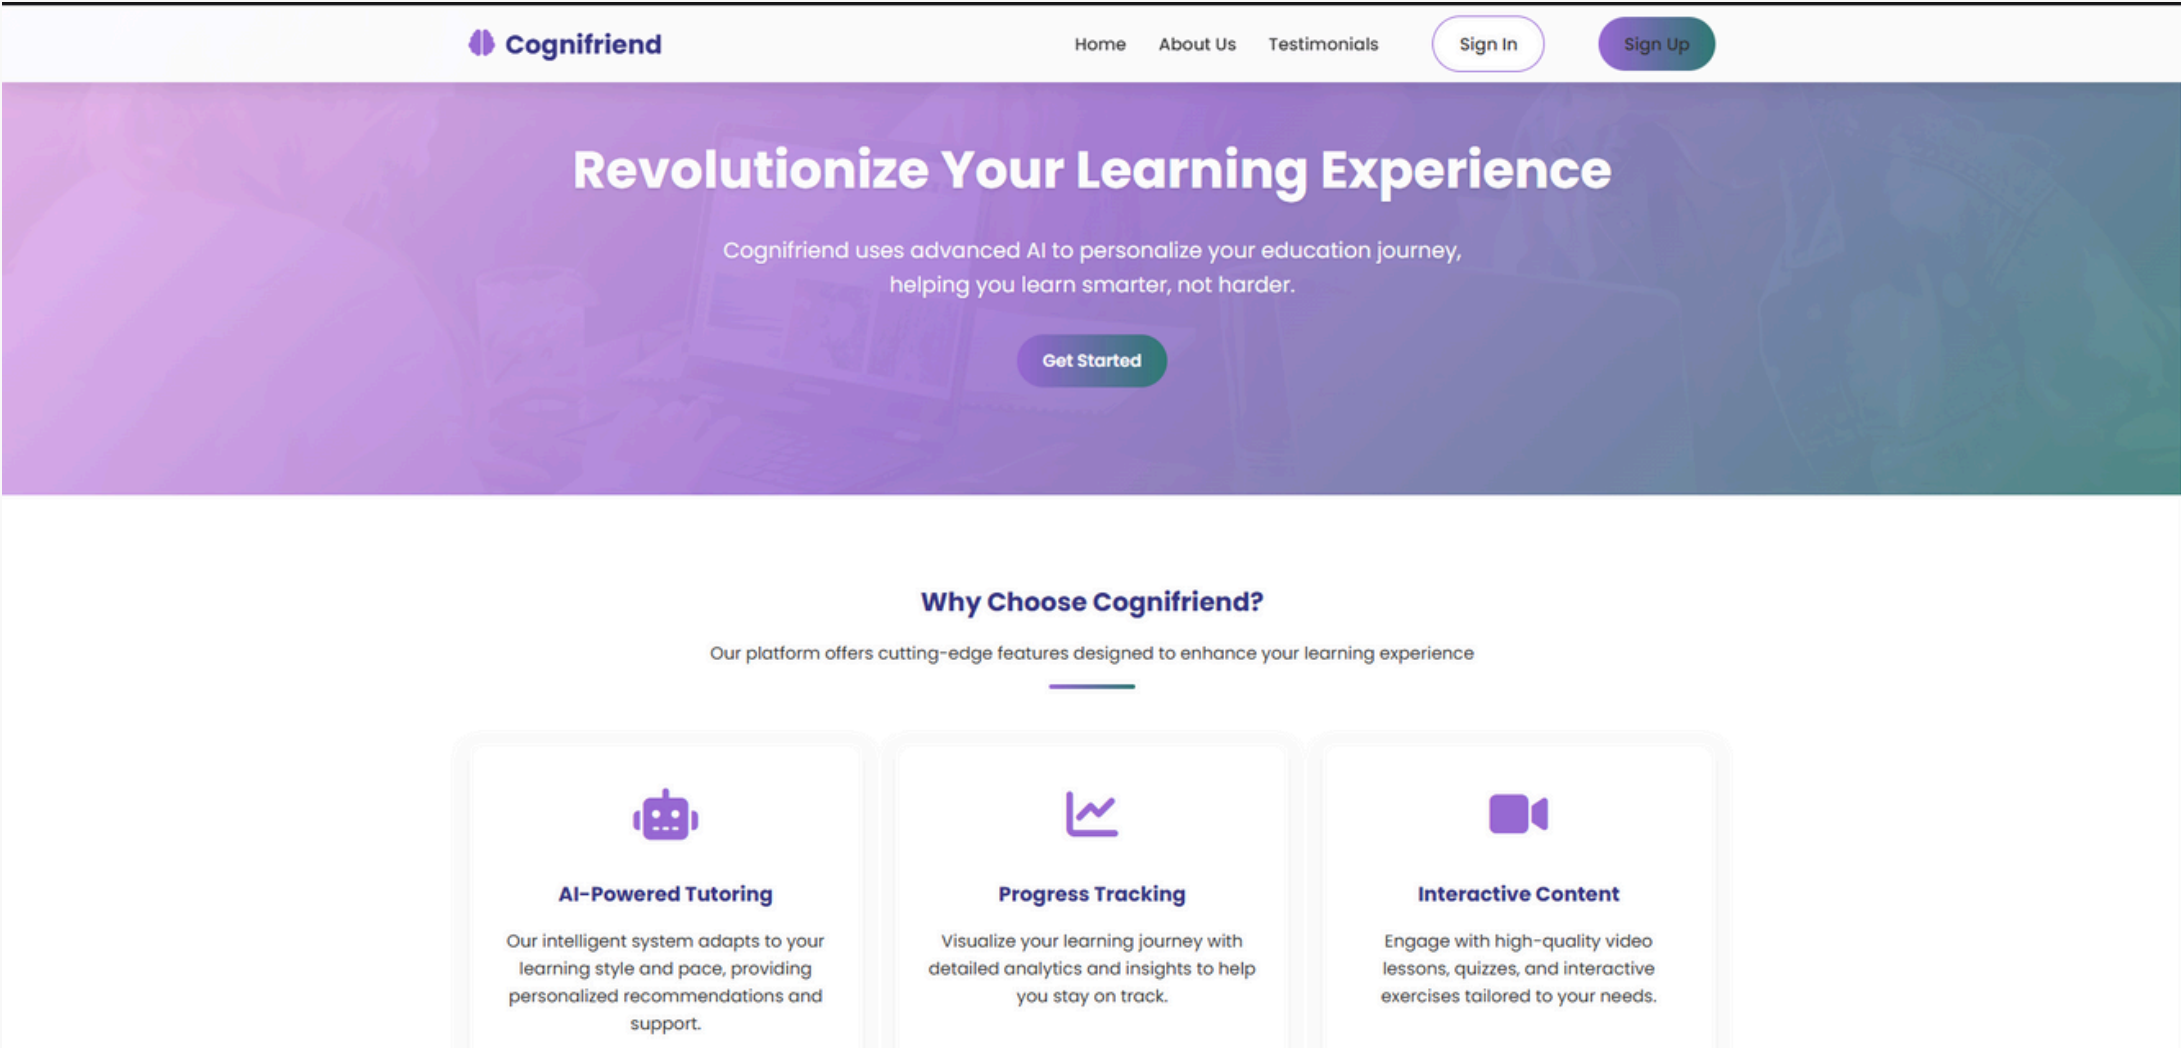 Cognifriend
Home About Us Testimonials Sign In Sign Up
Revolutionize Your Learning Experience
Cognifriend uses advanced AI to personalize your education journey,
helping you learn smarter, not harder.
Get Started
Why Choose Cognifriend?
Our platform offers cutting-edge features designed to enhance your learning experience
AI-Powered Tutoring
Our intelligent system adapts to your
learning style and pace, providing
personalized recommendations and
support.
Progress Tracking
Visualize your learning journey with
detailed analytics and insights to help
you stay on track.
Interactive Content
Engage with high-quality video
lessons, quizzes, and interactive
exercises tailored to your needs.